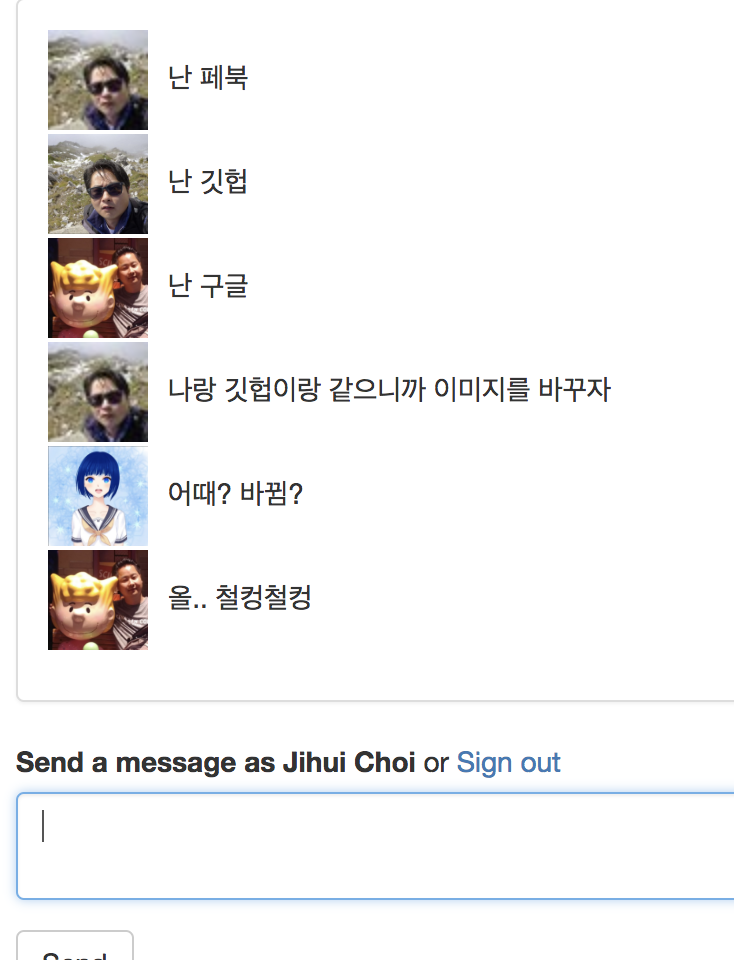 난 페북
난 깃헙
난 구글
나랑 깃헙이랑 같으니까 이미지를 바꾸자
어때? 바뀜?
올.. 철컹철컹
Send a message as Jihui Choi or Sign out
Send